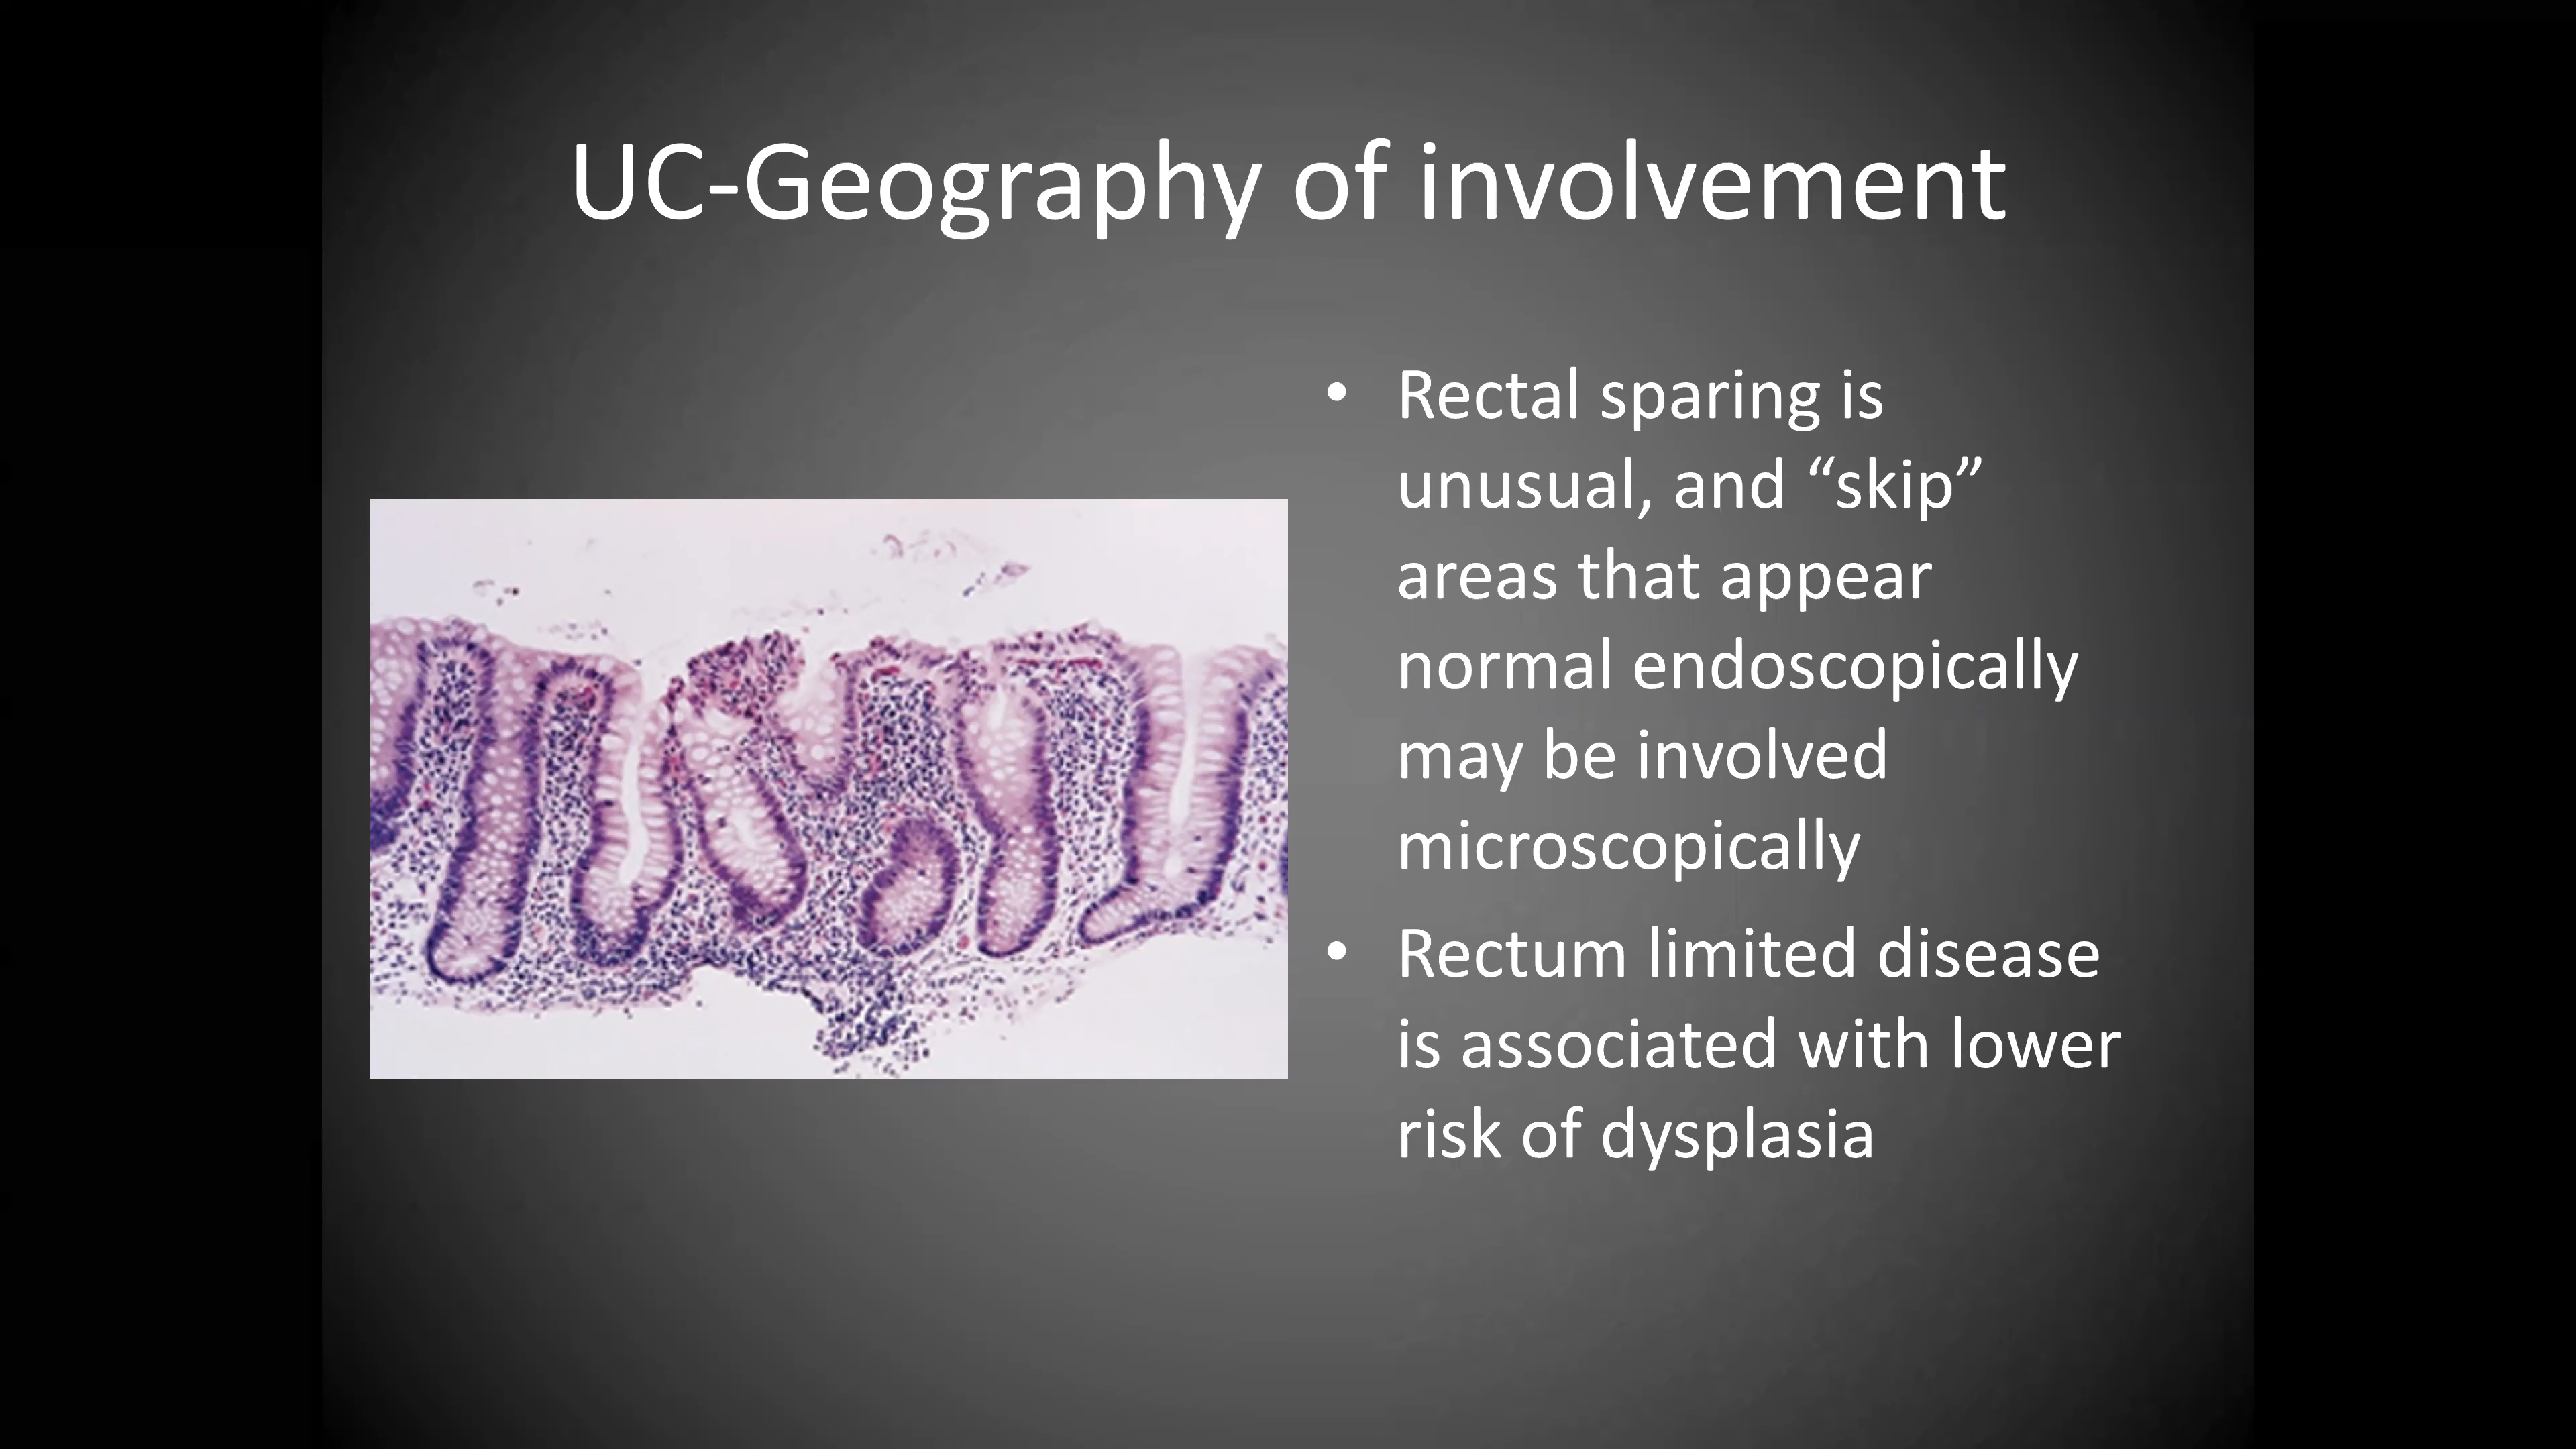 UC-Geography of involvement
• Rectal sparing is
unusual, and “skip”
areas that appear
normal endoscopically
may be involved
microscopically
• Rectum limited disease
is associated with lower
risk of dysplasia